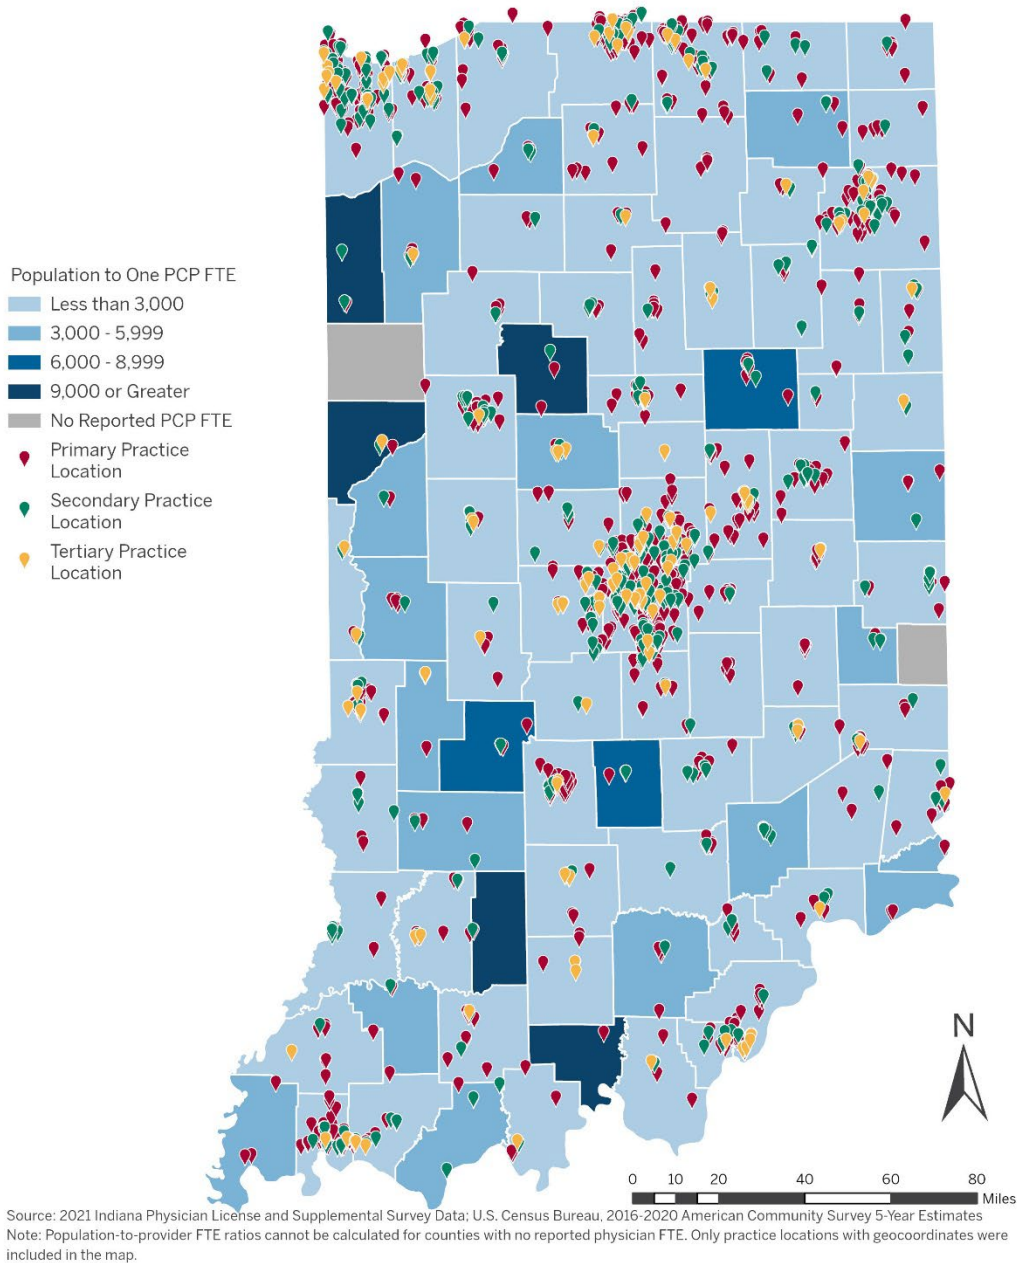 Population to One PCP FTE
Less than 3,000
3,000 - 5,999
6,000 - 8,999
9,000 or Greater
No Reported PCP FTE
Primary Practice
Location
Secondary Practice
Location
Tertiary Practice
Location
N
0 10 20 40 60 80
Miles
Source: 2021 Indiana Physician License and Supplemental Survey Data; U.S. Census Bureau, 2016-2020 American Community Survey 5-Year Estimates
Note: Population-to-provider FTE ratios cannot be calculated for counties with no reported physician FTE. Only practice locations with geocoordinates were
included in the map.